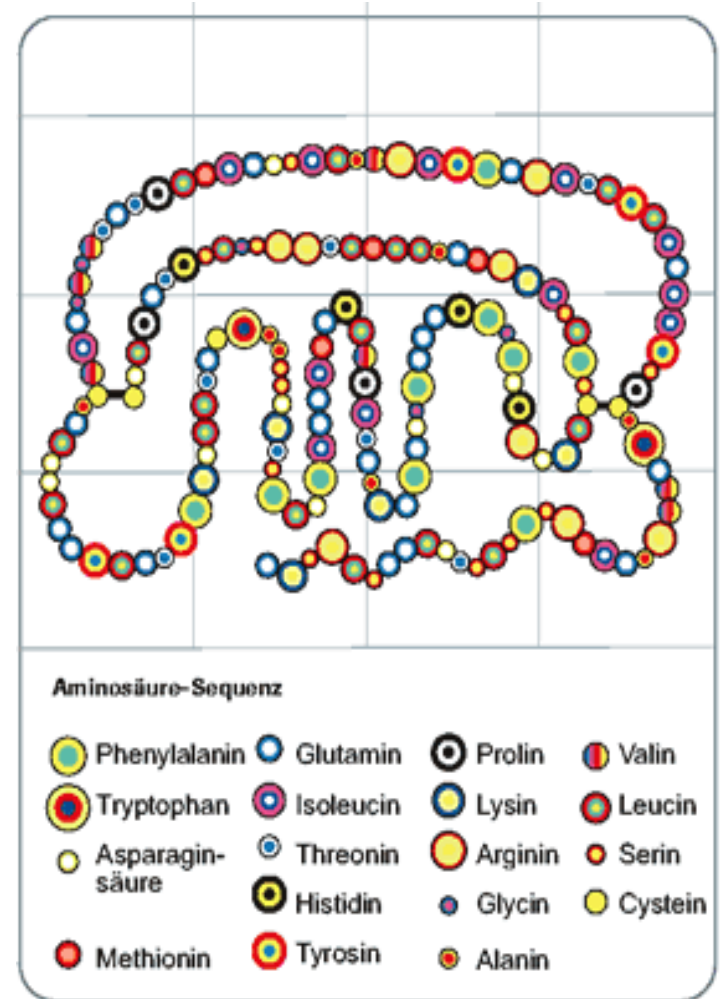 Aminosäure-Sequenz
Phenylalanin
Glutamin
Prolin
Valin
Tryptophan
Isoleucin
Lysin
Leucin
Asparagin-
säure
Threonin
Arginin
Serin
Histidin
Glycin
Cystein
Methionin
Tyrosin
Alanin